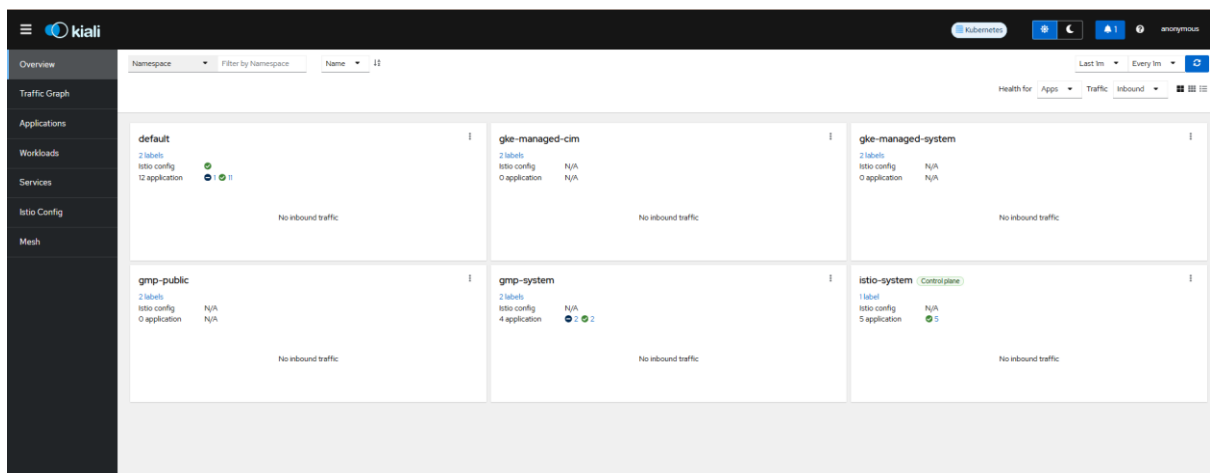 kiali
Kubernetes
1
anonymous
Overview
Traffic Graph
Applications
Workloads
Services
Istio Config
Mesh
Namespace Filter by Namespace Name
Last 1m Every 1m
Health for Apps Traffic Inbound
default
2 labels
Istio config
12 application 1 11
No inbound traffic
gke-managed-cim
2 labels
Istio config N/A
0 application N/A
No inbound traffic
gke-managed-system
2 labels
Istio config N/A
0 application N/A
No inbound traffic
gmp-public
2 labels
Istio config N/A
0 application N/A
No inbound traffic
gmp-system
2 labels
Istio config N/A
4 application 2 2
No inbound traffic
istio-system Control plane
1 label
Istio config N/A
5 application 5
No inbound traffic